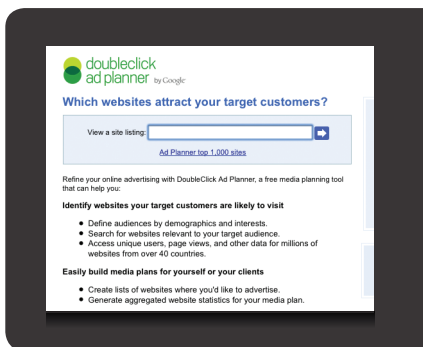 doubleclick
ad planner by Google
Which websites attract your target customers?
View a site listing:
Ad Planner top 1,000 sites
Refine your online advertising with DoubleClick Ad Planner, a free media planning tool
that can help you:
Identify websites your target customers are likely to visit
• Define audiences by demographics and interests.
• Search for websites relevant to your target audience.
• Access unique users, page views, and other data for millions of
websites from over 40 countries.
Easily build media plans for yourself or your clients
• Create lists of websites where you'd like to advertise.
• Generate aggregated website statistics for your media plan.